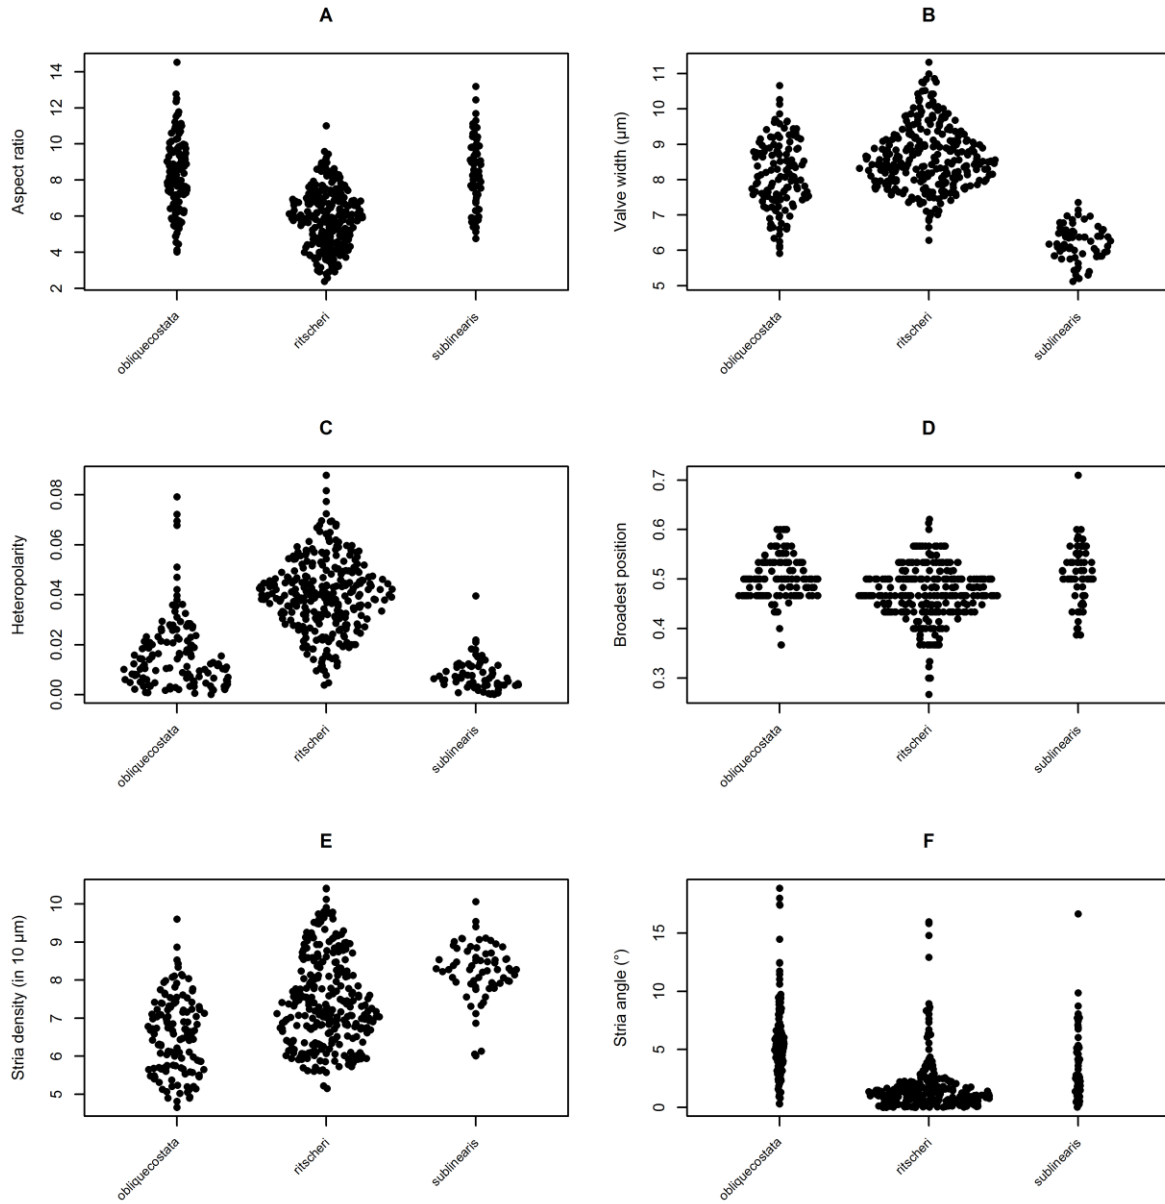 A
Aspect ratio
14
12
10
8
6
4
2
obliquecostata
ritscheri
sublinearis
B
Valve width (µm)
11
10
9
8
7
6
5
obliquecostata
ritscheri
sublinearis
C
Heteropolarity
0.08
0.06
0.04
0.02
0.00
obliquecostata
ritscheri
sublinearis
D
Broadest position
0.7
0.6
0.5
0.4
0.3
obliquecostata
ritscheri
sublinearis
E
Stria density (in 10 µm)
10
9
8
7
6
5
obliquecostata
ritscheri
sublinearis
F
Stria angle (°)
15
10
5
0
obliquecostata
ritscheri
sublinearis